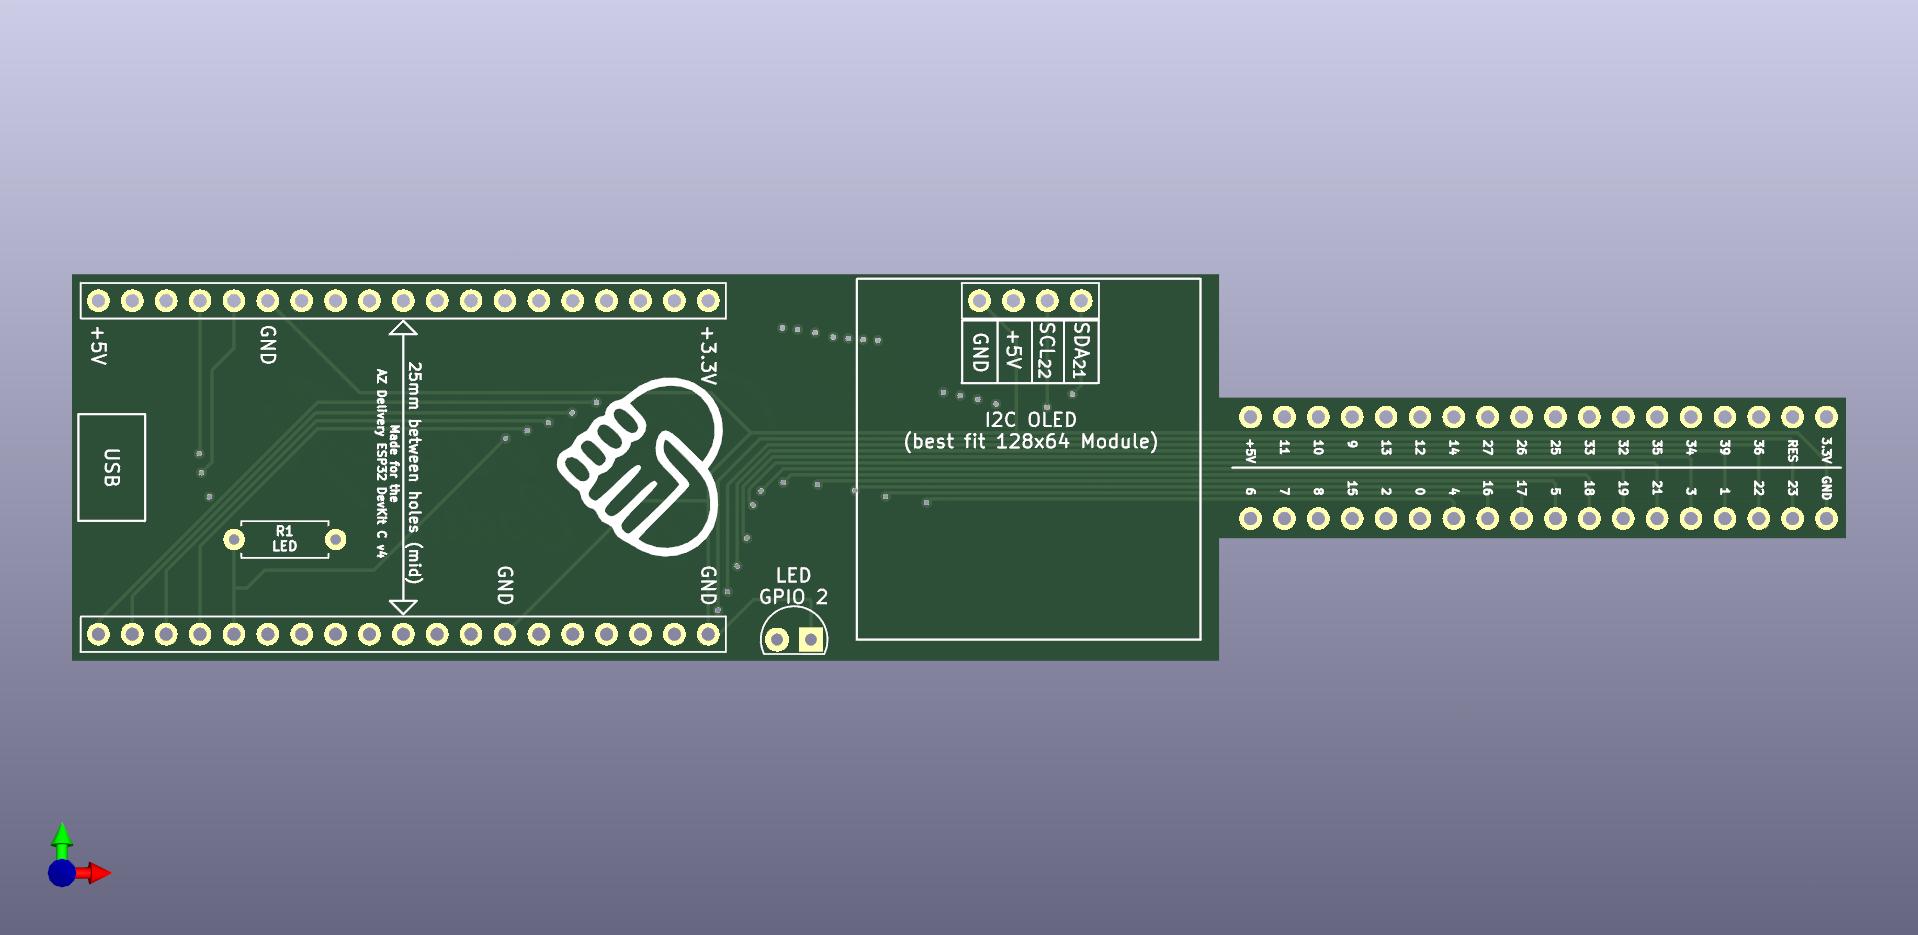 +5V
GND
+3.3V
25mm between holes (mid)
Made for the
AZ Delivery ESP32 DevKit C v4
USB
R1
LED
GND
GND
LED
GPIO 2
GND
+5V
SCL22
SDA21
I2C OLED
(best fit 128x64 Module)
+5V 11 10 9 13 12 14 27 26 25 33 32 35 34 39 36 RES 3.3V
6 7 8 15 2 0 4 16 17 5 18 19 21 3 1 22 23 GND